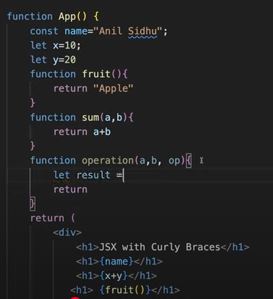 function App() {
const name="Anil Sidhu";
let x=10;
let y=20
function fruit(){
return "Apple"
}
function sum(a,b){
return a+b
}
function operation(a,b, op){
let result =
return
}
return (
<div>
<h1>JSX with Curly Braces</h1>
<h1>{name}</h1>
<h1>{x+y}</h1>
<h1> {fruit()}</h1>